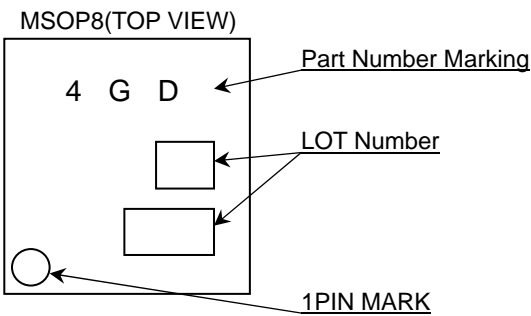 MSOP8(TOP VIEW)
Part Number Marking
4 G D
LOT Number
1PIN MARK